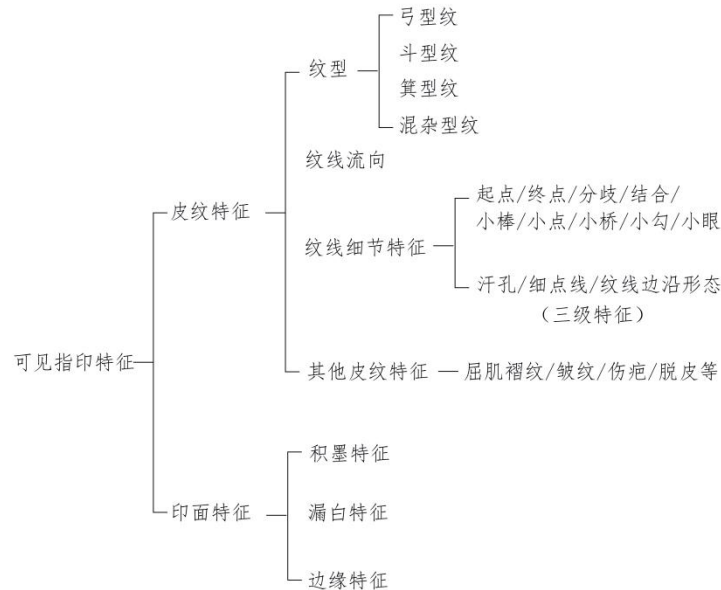 弓型纹
纹型
斗型纹
箕型纹
混杂型纹
纹线流向
皮纹特征
起点/终点/分歧/结合/
小棒/小点/小桥/小勾/小眼
纹线细节特征
汗孔/细点线/纹线边沿形态
（三级特征）
可见指印特征
其他皮纹特征
屈肌褶纹/皱纹/伤疤/脱皮等
积墨特征
印面特征
漏白特征
边缘特征